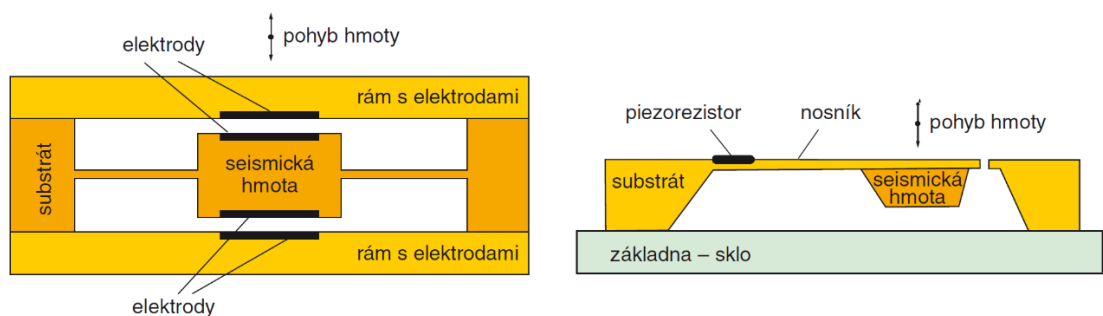 elektrody
pohyb hmoty
rám s elektrodami
substrát
seismická
hmota
rám s elektrodami
elektrody
piezorezistor
nosník
pohyb hmoty
substrát
seismická
hmota
základna – sklo